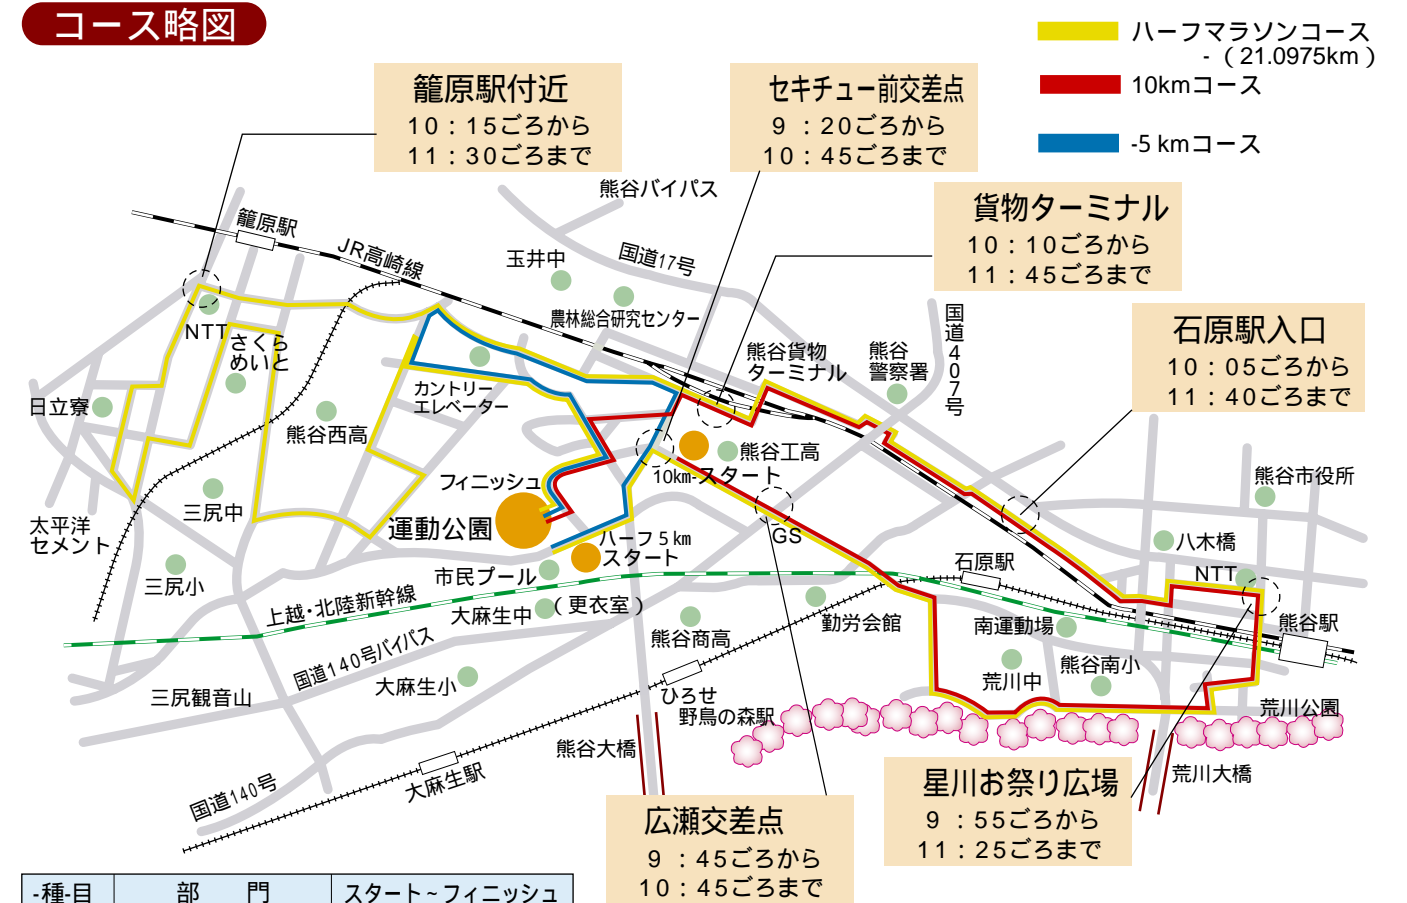 コース略図
ハーフマラソンコース
-（21.0975km）
10kmコース
-5 kmコース
籠原駅付近
10：15ごろから
11：30ごろまで
セキチュー前交差点
9：20ごろから
10：45ごろまで
貨物ターミナル
10：10ごろから
11：45ごろまで
石原駅入口
10：05ごろから
11：40ごろまで
熊谷バイパス
籠原駅
JR高崎線
玉井中
国道17号
農林総合研究センター
国道407号
熊谷貨物
ターミナル
熊谷
警察署
NTT
さくら
めいと
カントリー
エレベーター
日立寮
熊谷西高
熊谷工高
10km-スタート
フィニッシュ
熊谷市役所
三尻中
運動公園
太平洋
セメント
GS
ハーフ5km
スタート
八木橋
石原駅
NTT
三尻小
市民プール
上越・北陸新幹線
大麻生中
（更衣室）
熊谷商高
勤労会館
南運動場
熊谷駅
国道140号バイパス
熊谷南小
荒川中
大麻生小
三尻観音山
ひろせ
野鳥の森駅
荒川公園
熊谷大橋
荒川大橋
大麻生駅
国道140号
広瀬交差点
9：45ごろから
10：45ごろまで
星川お祭り広場
9：55ごろから
11：25ごろまで
-種-目
部　門
スタート~フィニッシュ